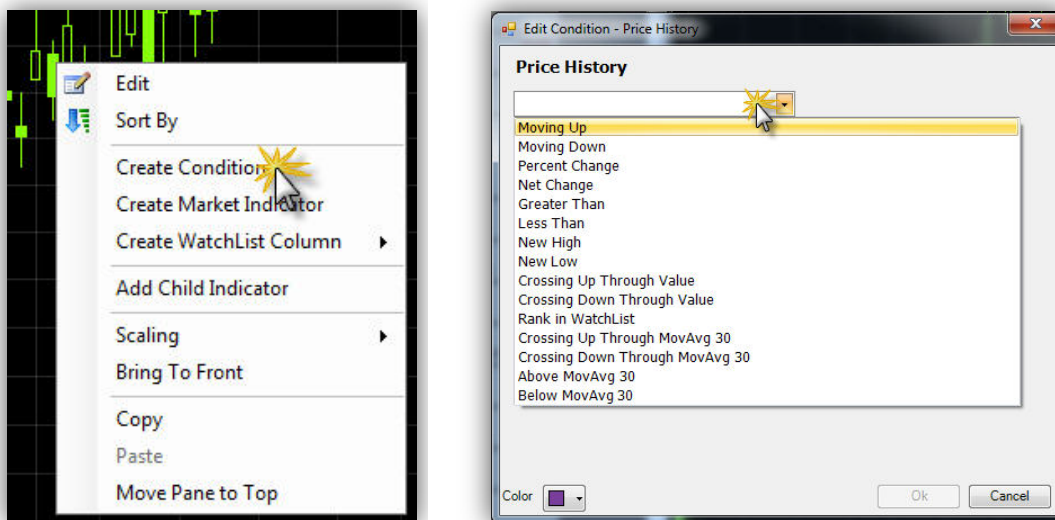 Edit
Sort By
Create Condition
Create Market Indicator
Create WatchList Column
Add Child Indicator
Scaling
Bring To Front
Copy
Paste
Move Pane to Top
Edit Condition - Price History
Price History
Moving Up
Moving Down
Percent Change
Net Change
Greater Than
Less Than
New High
New Low
Crossing Up Through Value
Crossing Down Through Value
Rank in WatchList
Crossing Up Through MovAvg 30
Crossing Down Through MovAvg 30
Above MovAvg 30
Below MovAvg 30
Color
Ok
Cancel